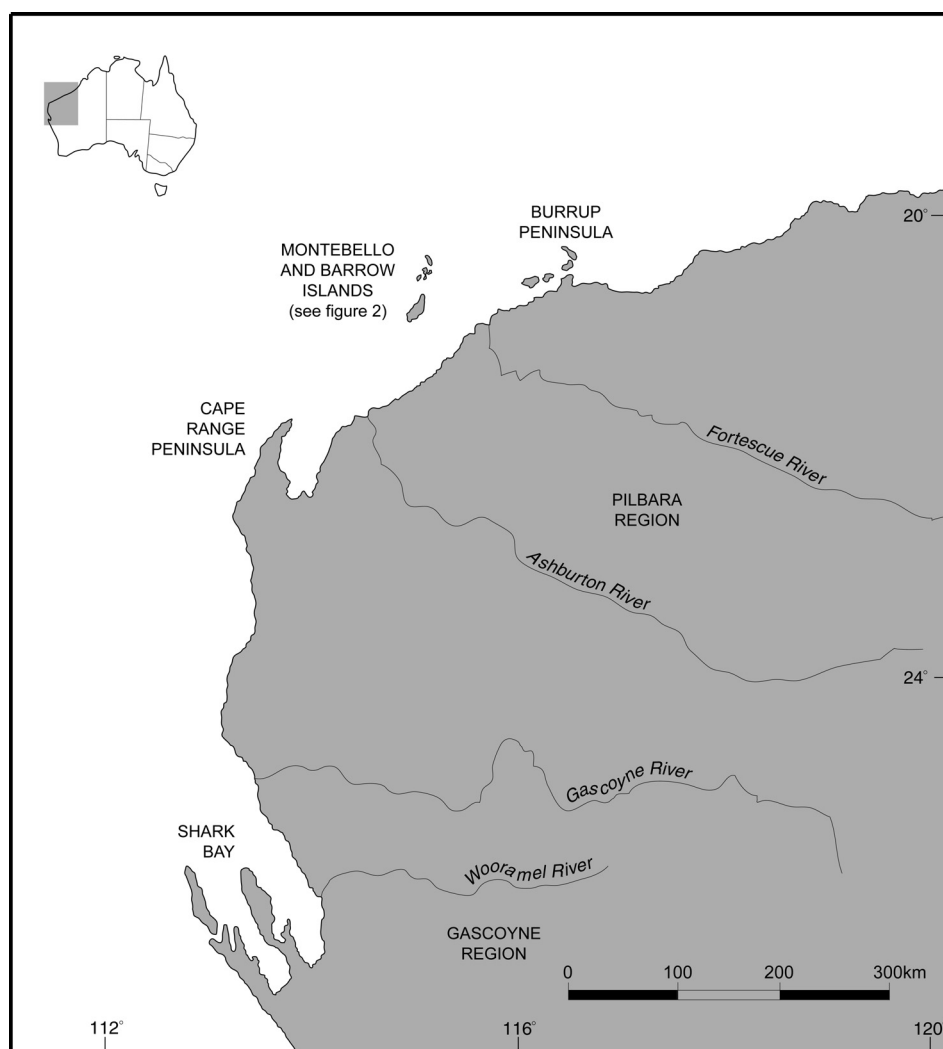 20°
BURRUP
PENINSULA
MONTEBELLO
AND BARROW
ISLANDS
(see figure 2)
CAPE
RANGE
PENINSULA
Fortescue River
PILBARA
REGION
Ashburton River
24°
Gascoyne River
SHARK
BAY
Wooramel River
GASCOYNE
REGION
0 100 200 300km
112° 116° 120